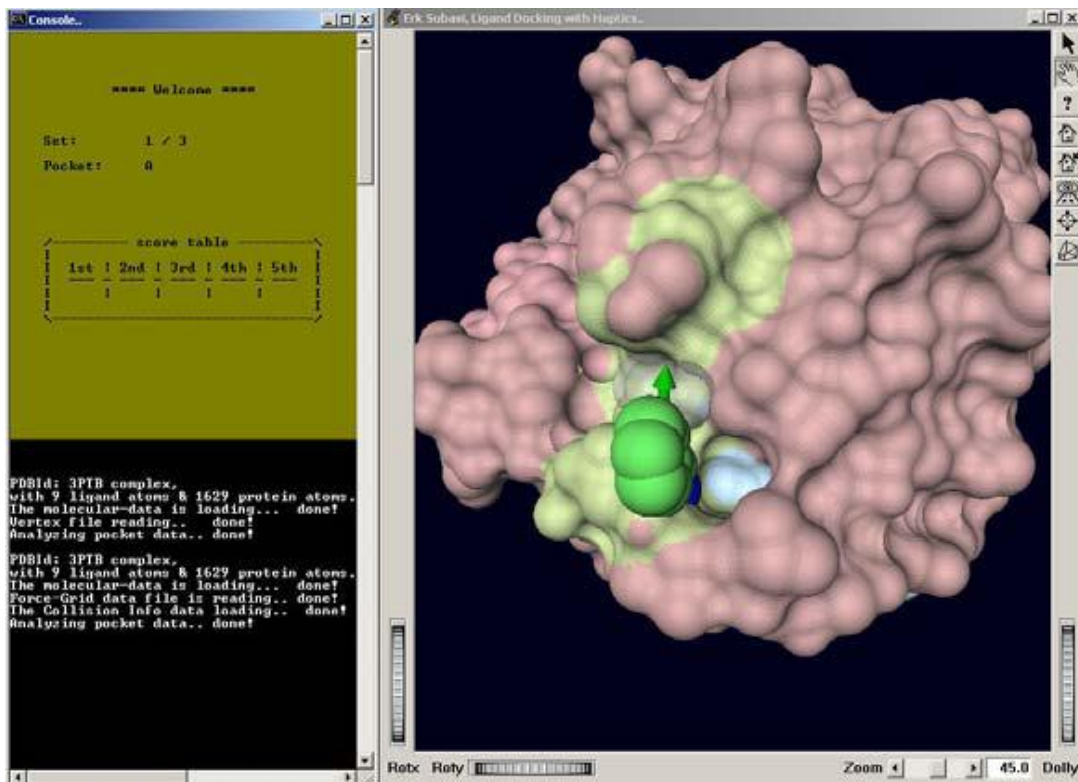 Console..
**** Welcome ****
Set: 1 / 3
Pocket: A
score table
1st ¦ 2nd ¦ 3rd ¦ 4th ¦ 5th
PDBId: 3PTB complex,
with 9 ligand atoms & 1629 protein atoms.
The molecular-data is loading... done!
Vertex file reading.. done!
Analyzing pocket data.. done!
PDBId: 3PTB complex,
with 9 ligand atoms & 1629 protein atoms.
The molecular-data is loading... done!
Force-Grid data file is reading.. done!
The Collision Info data loading.. done!
Analyzing pocket data.. done!
Erk Subasi, Ligand Docking with Haptics..
?
Rotx Roty
Zoom 45.0 Dolly